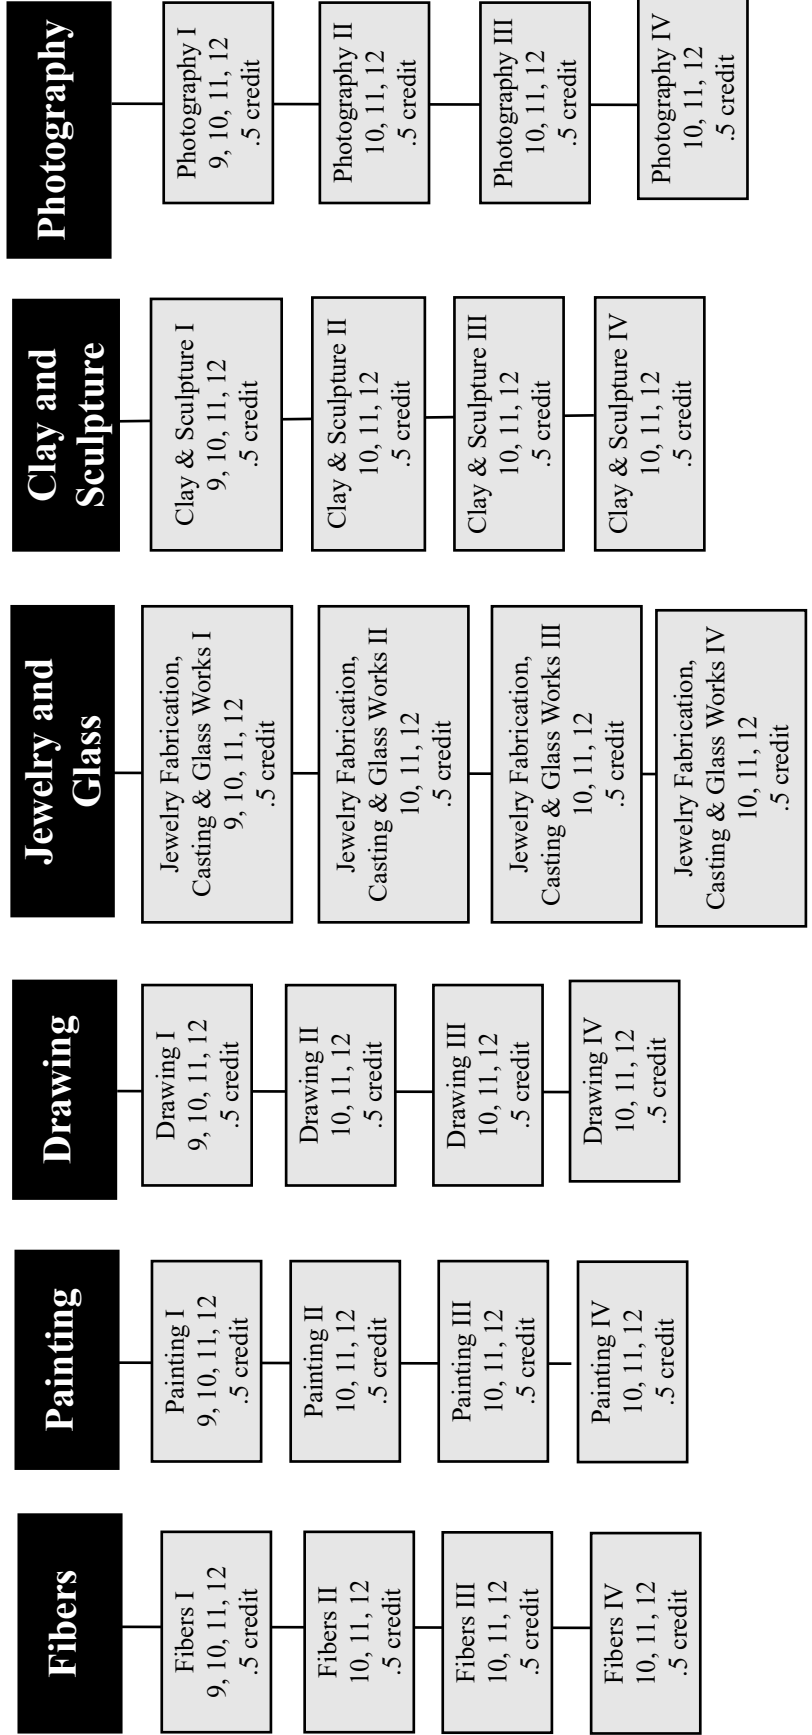 Fibers
Fibers I
9, 10, 11, 12
.5 credit
Fibers II
10, 11, 12
.5 credit
Fibers III
10, 11, 12
.5 credit
Fibers IV
10, 11, 12
.5 credit
Painting
Painting I
9, 10, 11, 12
.5 credit
Painting II
10, 11, 12
.5 credit
Painting III
10, 11, 12
.5 credit
Painting IV
10, 11, 12
.5 credit
Drawing
Drawing I
9, 10, 11, 12
.5 credit
Drawing II
10, 11, 12
.5 credit
Drawing III
10, 11, 12
.5 credit
Drawing IV
10, 11, 12
.5 credit
Jewelry and
Glass
Jewelry Fabrication,
Casting & Glass Works I
9, 10, 11, 12
.5 credit
Jewelry Fabrication,
Casting & Glass Works II
10, 11, 12
.5 credit
Jewelry Fabrication,
Casting & Glass Works III
10, 11, 12
.5 credit
Jewelry Fabrication,
Casting & Glass Works IV
10, 11, 12
.5 credit
Clay and
Sculpture
Clay & Sculpture I
9, 10, 11, 12
.5 credit
Clay & Sculpture II
10, 11, 12
.5 credit
Clay & Sculpture III
10, 11, 12
.5 credit
Clay & Sculpture IV
10, 11, 12
.5 credit
Photography
Photography I
9, 10, 11, 12
.5 credit
Photography II
10, 11, 12
.5 credit
Photography III
10, 11, 12
.5 credit
Photography IV
10, 11, 12
.5 credit